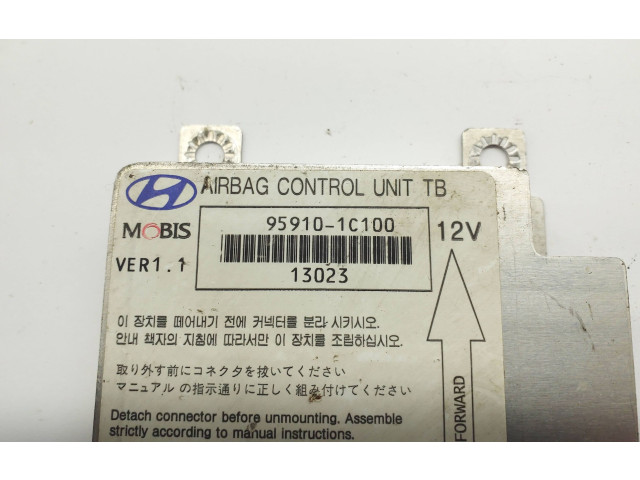 AIRBAG CONTROL UNIT TB
MOBIS
95910-1C100
12V
VER1.1
13023
이 장치를 떼어내기 전에 커넥터를 분라 시키시오.
안내 책자의 지침에 따라서만 이 장치를 조립하십시오.
取り外す前にコネクタを抜いてください
マニュアル の指示通りに正しく組み付けてください
Detach connector before unmounting. Assemble
strictly according to manual instructions.
FORWARD